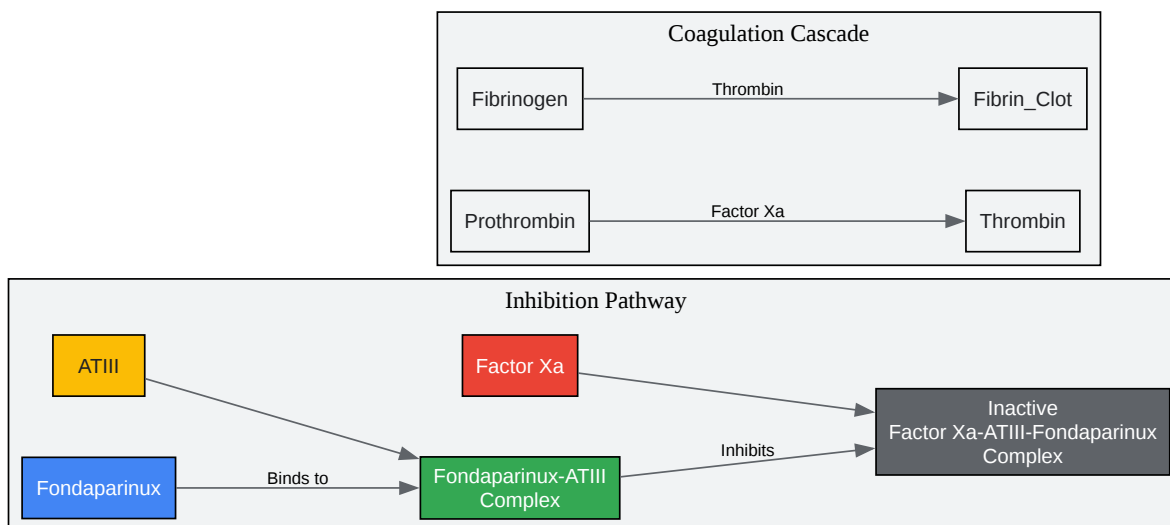 Coagulation Cascade
Fibrinogen
Thrombin
Fibrin_Clot
Prothrombin
Factor Xa
Thrombin
Inhibition Pathway
ATIII
Factor Xa
Inactive
Factor Xa-ATIII-Fondaparinux
Complex
Fondaparinux
Binds to
Fondaparinux-ATIII
Complex
Inhibits